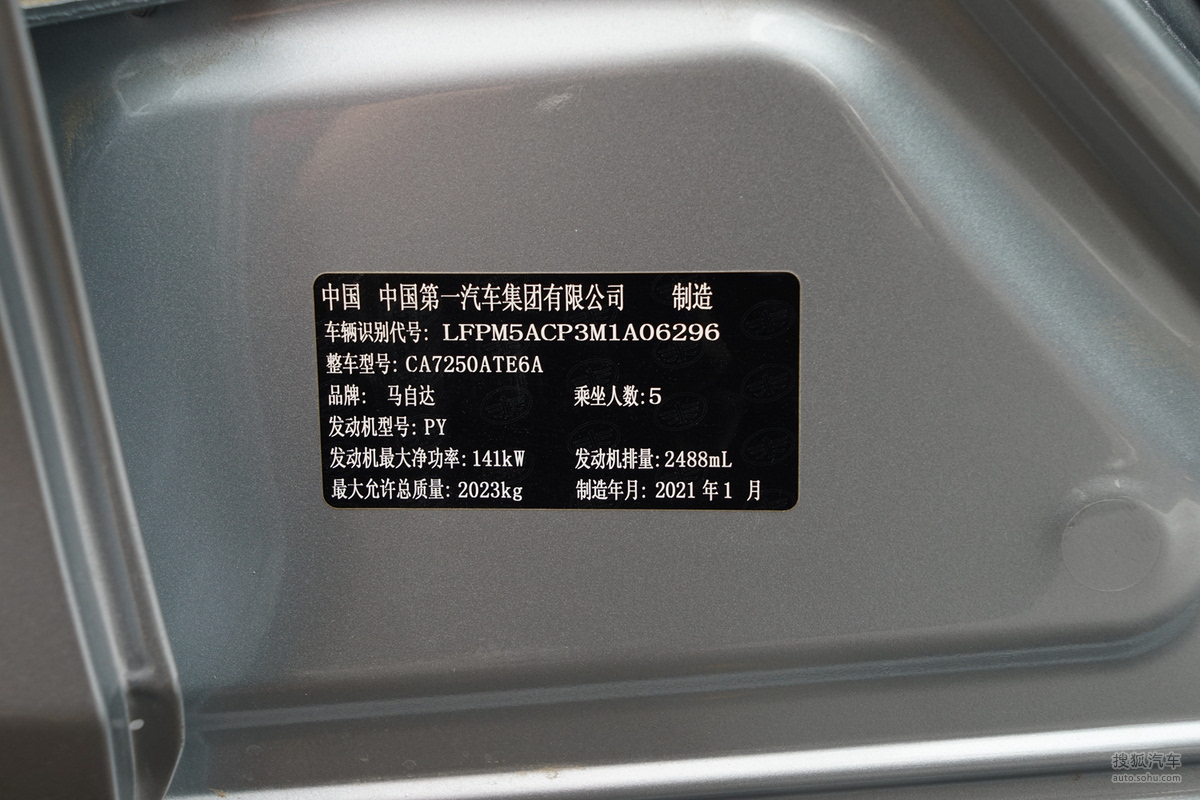 中国 中国第一汽车集团有限公司 制造
车辆识别代号: LFPM5ACP3M1A06296
整车型号: CA7250ATE6A
品牌: 马自达 乘坐人数:5
发动机型号: PY
发动机最大净功率: 141kW 发动机排量: 2488mL
最大允许总质量: 2023kg 制造年月: 2021 年 1 月
搜狐汽车
auto.sohu.com